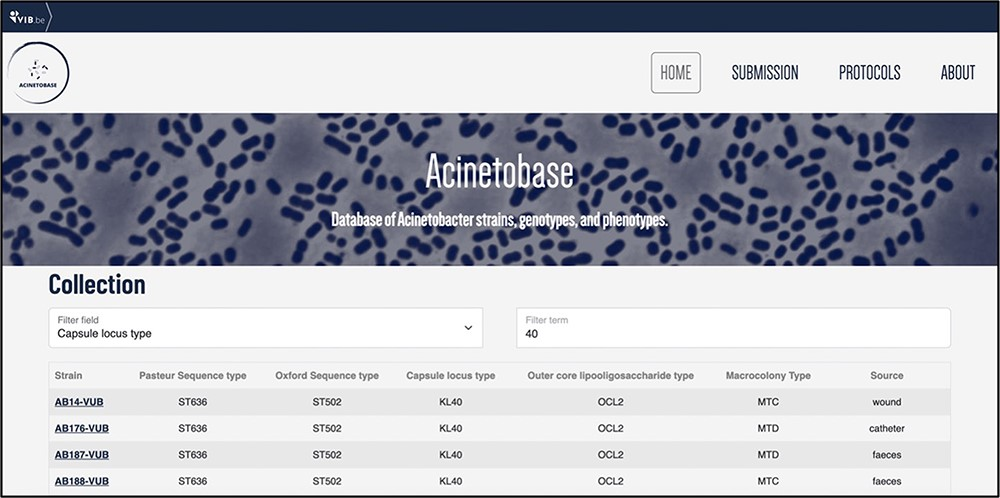 VIB.be
ACINETOBASE
HOME SUBMISSION PROTOCOLS ABOUT
Acinetobase
Database of Acinetobacter strains, genotypes, and phenotypes.
Collection
Filter field
Capsule locus type
Filter term
40
Strain Pasteur Sequence type Oxford Sequence type Capsule locus type Outer core lipooligosaccharide type Macrocolony Type Source
AB14-VUB ST636 ST502 KL40 OCL2 MTC wound
AB176-VUB ST636 ST502 KL40 OCL2 MTD catheter
AB187-VUB ST636 ST502 KL40 OCL2 MTD faeces
AB188-VUB ST636 ST502 KL40 OCL2 MTC faeces